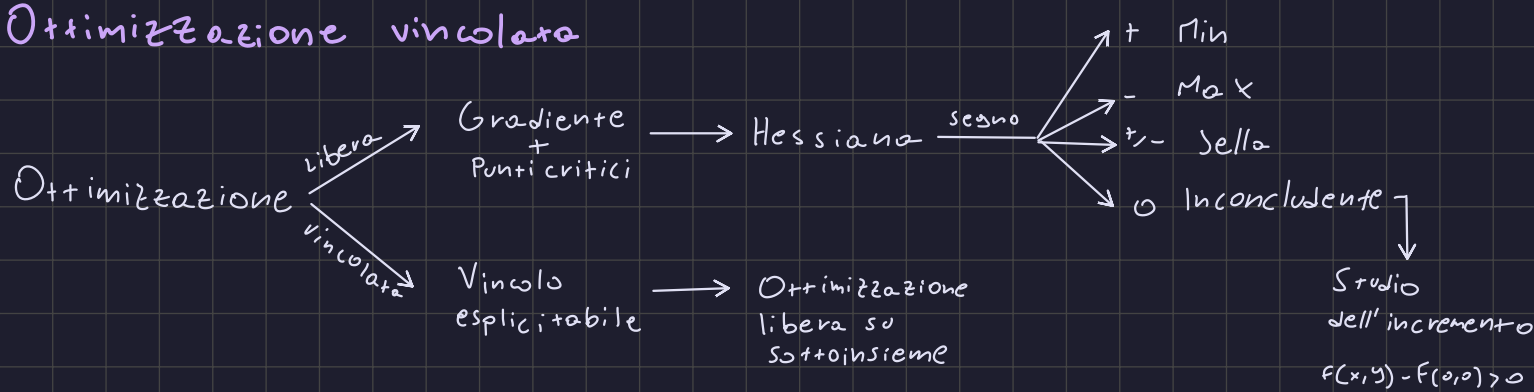 Ottimizzazione vincolata
Ottimizzazione
Libera
Gradiente
+
Punti critici
Hessiana
segno
+ Min
- Max
+/- Sella
0 Inconcludente
Studio
dell'incremento
F(x,y)-F(0,0)>0
vincolata
Vincolo
esplicitabile
Ottimizzazione
libera su
sottoinsieme